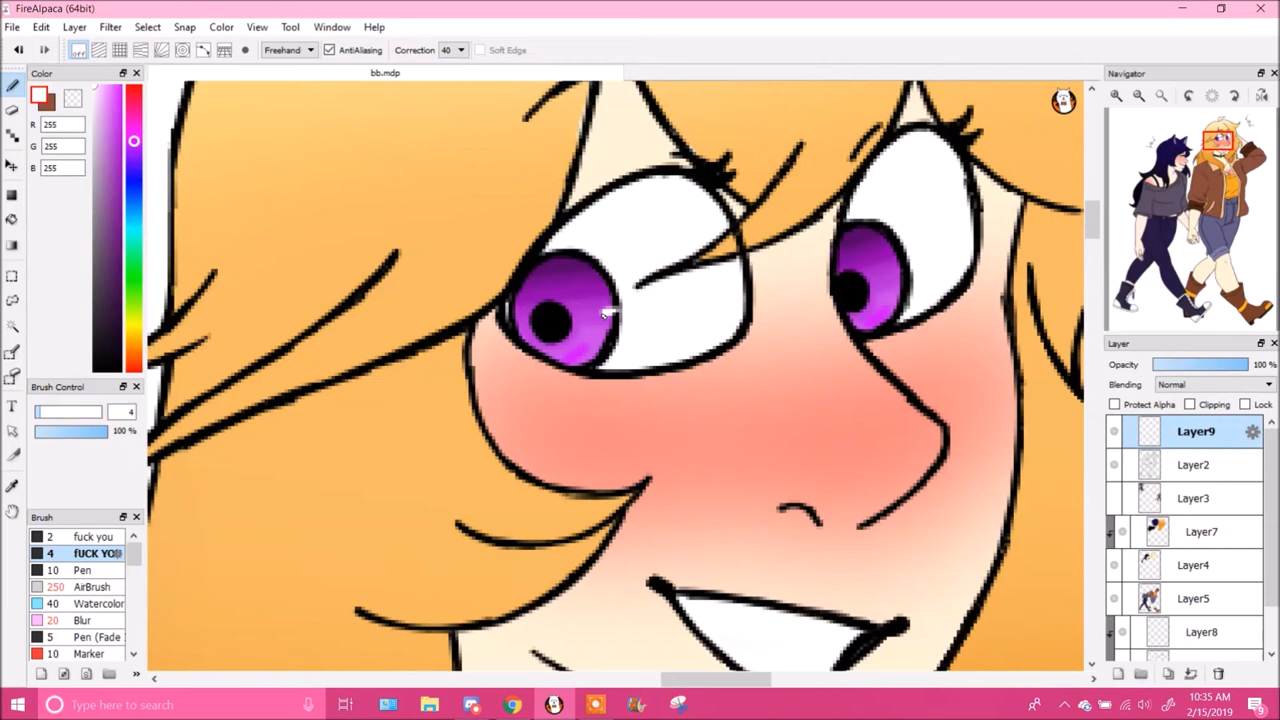 FireAlpaca (64bit)
File Edit Layer Filter Select Snap Color View Tool Window Help
off Freehand AntiAliasing Correction 40 Soft Edge
Color
bb.mdp
Navigator
R 255
G 255
B 255
Brush Control
4
100 %
Brush
2 fuck you
4 fUCK YO
10 Pen
250 AirBrush
40 Watercolor
20 Blur
5 Pen (Fade
10 Marker
Layer
Opacity 100 %
Blending Normal
Protect Alpha Clipping Lock
Layer9
Layer2
Layer3
Layer7
Layer4
Layer5
Layer8
Type here to search
10:35 AM
2/15/2019
9